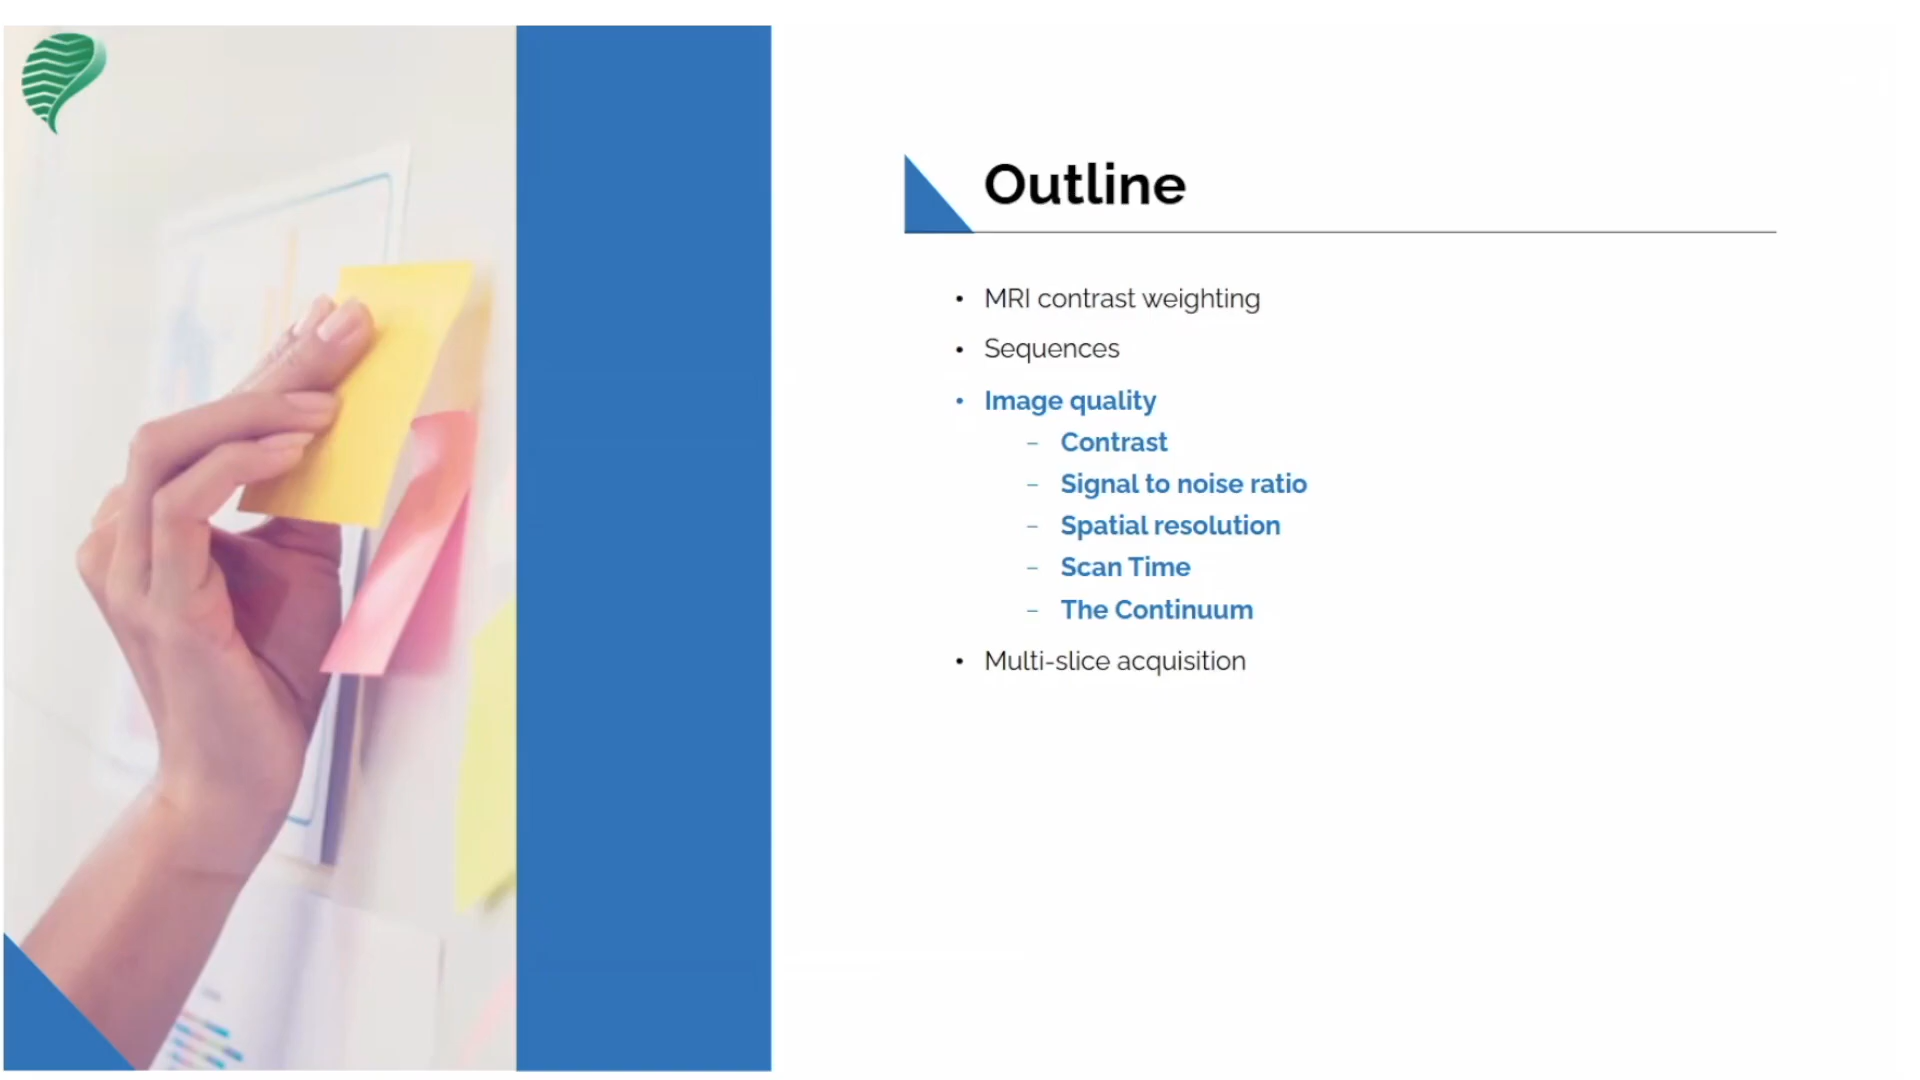 Outline
• MRI contrast weighting
• Sequences
• Image quality
– Contrast
– Signal to noise ratio
– Spatial resolution
– Scan Time
– The Continuum
• Multi-slice acquisition